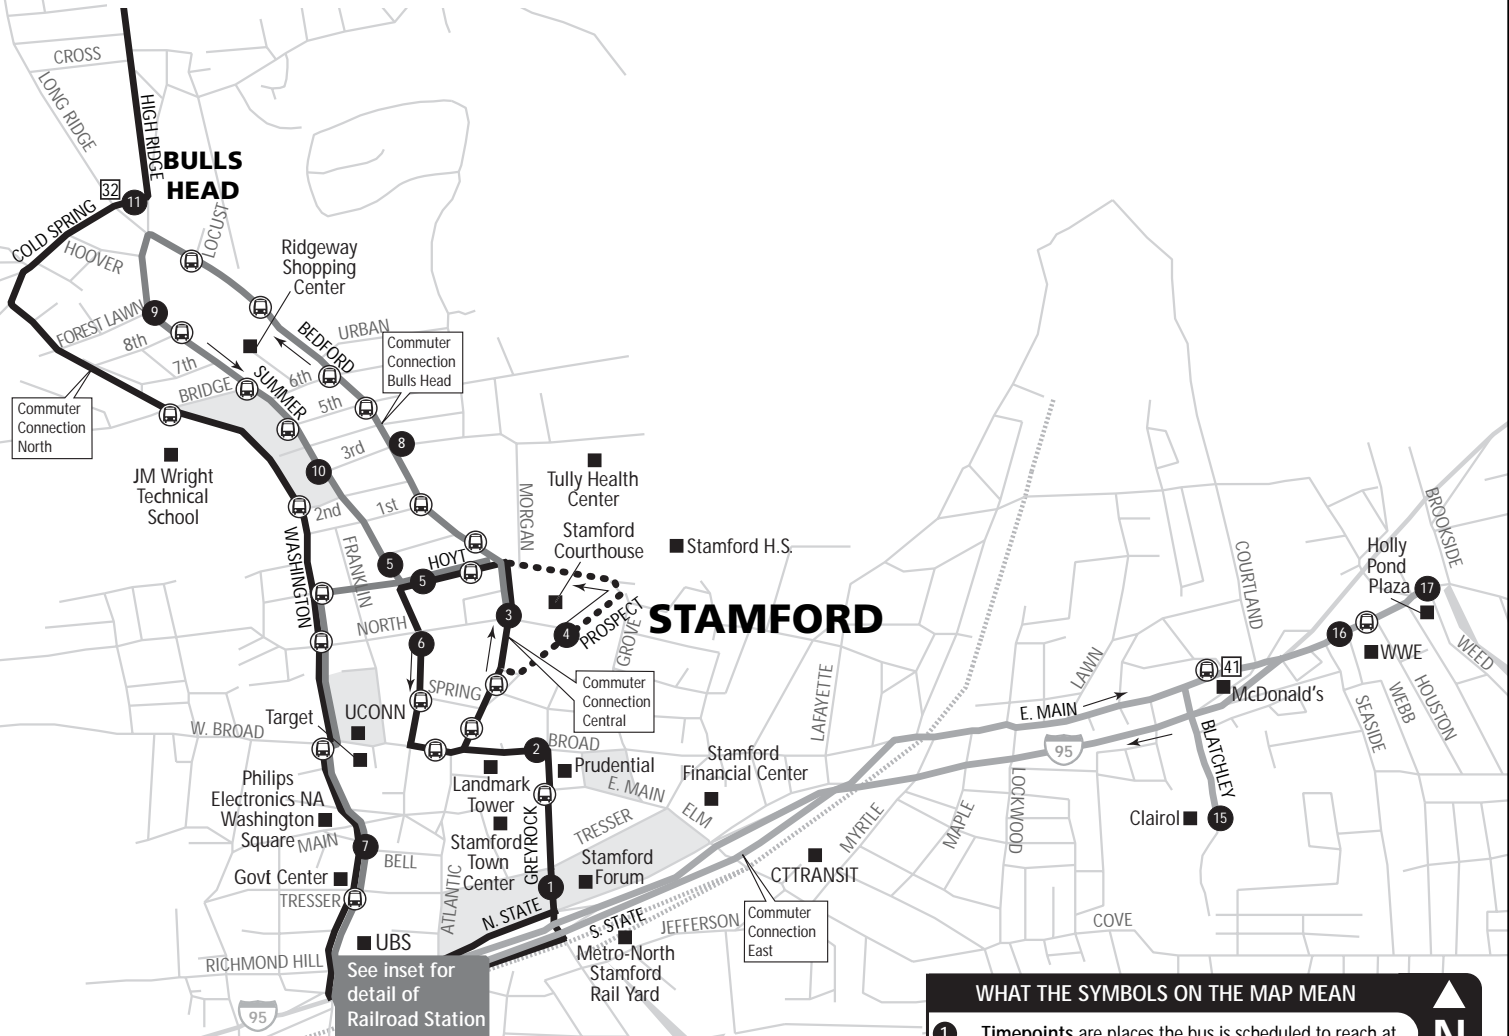 CROSS
LONG RIDGE
HIGH RIDGE
BULLS
HEAD
32
11
COLD SPRING
HOOVER
LOCUST
Ridgeway
Shopping
Center
FOREST LAWN
9
8th
7th
BRIDGE
SUMMER
BEDFORD
URBAN
6th
5th
Commuter
Connection
Bulls Head
Commuter
Connection
North
8
3rd
10
JM Wright
Technical
School
2nd
1st
MORGAN
Tully Health
Center
Stamford
Courthouse
Stamford H.S.
WASHINGTON
FRANKLIN
5
HOYT
5
3
4
PROSPECT
GROVE
STAMFORD
NORTH
6
SPRING
Commuter
Connection
Central
BROOKSIDE
COURTLAND
Holly
Pond
Plaza
17
16
WWE
WEED
41
McDonald's
LAWN
E. MAIN
95
SEASIDE
WEBB
HOUSTON
BLATCHLEY
LAFAYETTE
Target
UCONN
W. BROAD
2
BROAD
Prudential
Landmark
Tower
E. MAIN
Stamford
Financial Center
ELM
Philips
Electronics NA
Washington
Square
MAIN
7
BELL
Stamford
Town
Center
GREYROCK
TRESSER
Stamford
Forum
1
Govt Center
TRESSER
ATLANTIC
N. STATE
S. STATE
JEFFERSON
MYRTLE
MAPLE
LOCKWOOD
Clairol
15
CTTRANSIT
COVE
Commuter
Connection
East
UBS
RICHMOND HILL
Metro-North
Stamford
Rail Yard
See inset for
detail of
Railroad Station
95
WHAT THE SYMBOLS ON THE MAP MEAN
N
1 Timepoints are places the bus is scheduled to reach at